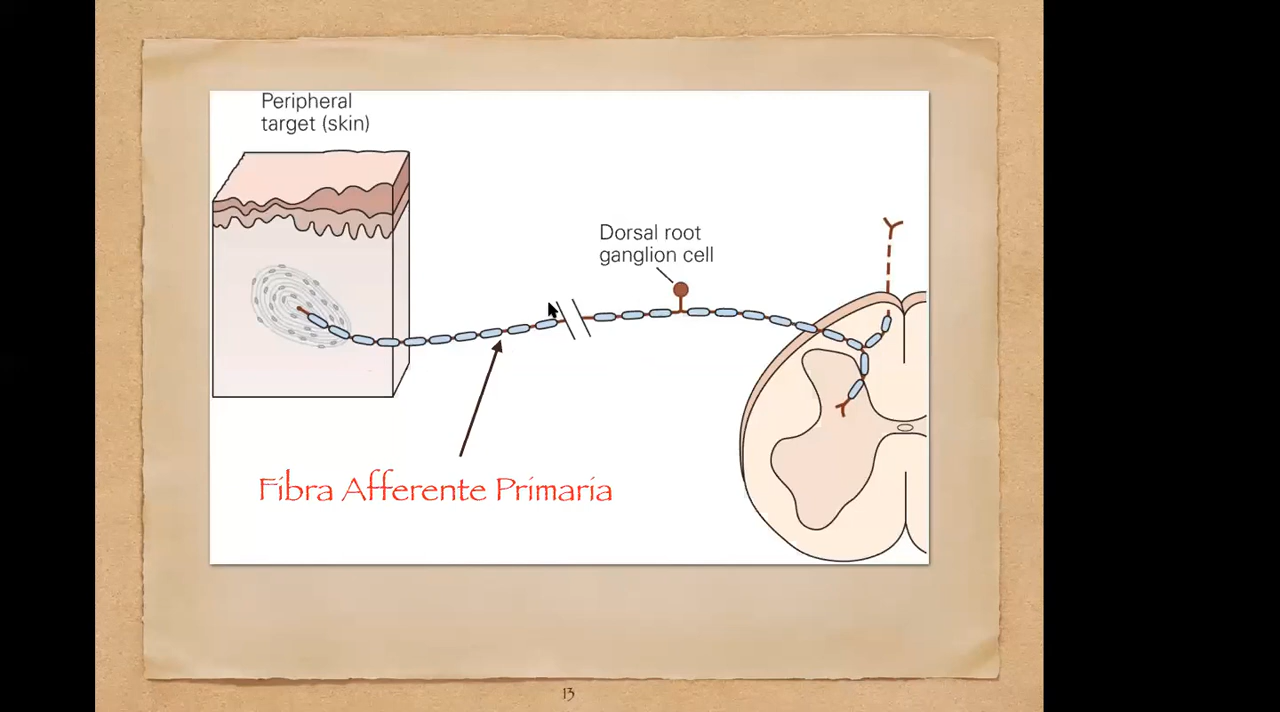 Peripheral
target (skin)
Dorsal root
ganglion cell
Fibra Afferente Primaria
13